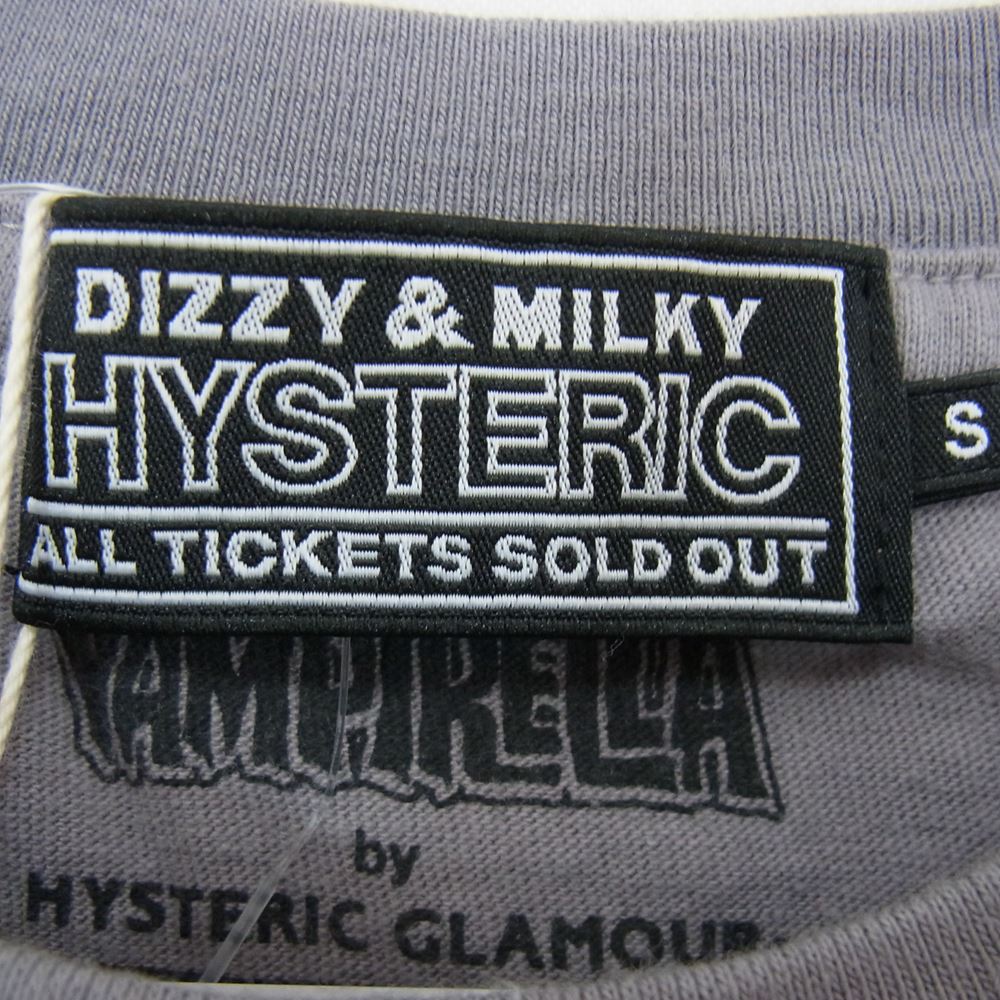 DIZZY & MILKY
HYSTERIC
ALL TICKETS SOLD OUT
S
VAMPIRELLA
by
HYSTERIC GLAMOUR